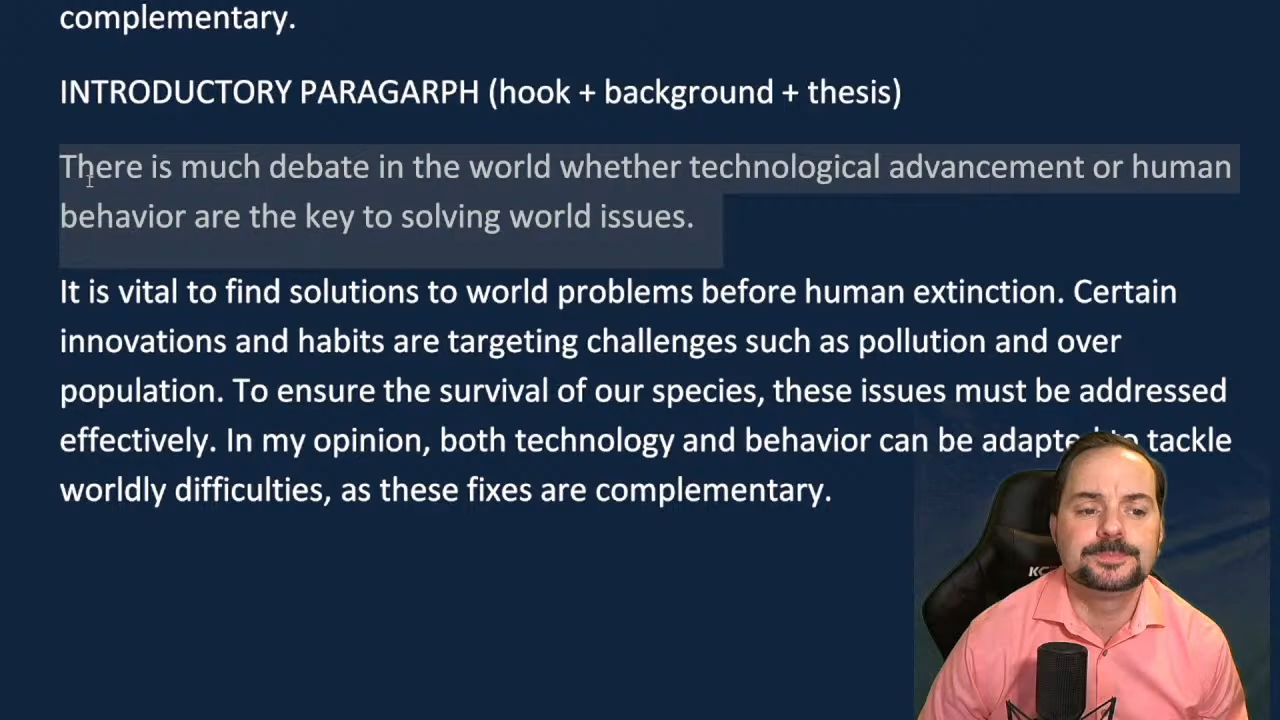 complementary.
INTRODUCTORY PARAGARPH (hook + background + thesis)
There is much debate in the world whether technological advancement or human
behavior are the key to solving world issues.
It is vital to find solutions to world problems before human extinction. Certain
innovations and habits are targeting challenges such as pollution and over
population. To ensure the survival of our species, these issues must be addressed
effectively. In my opinion, both technology and behavior can be adapted to tackle
worldly difficulties, as these fixes are complementary.